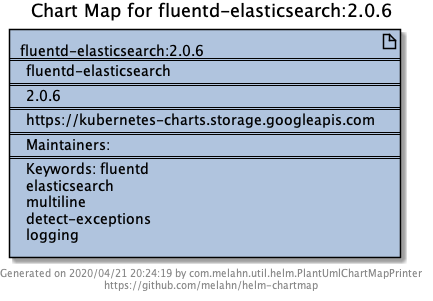 Chart Map for fluentd-elasticsearch:2.0.6
fluentd-elasticsearch:2.0.6
fluentd-elasticsearch
2.0.6
https://kubernetes-charts.storage.googleapis.com
Maintainers:
Keywords: fluentd
elasticsearch
multiline
detect-exceptions
logging
Generated on 2020/04/21 20:24:19 by com.melahn.util.helm.PlantUmlChartMapPrinter
https://github.com/melahn/helm-chartmap